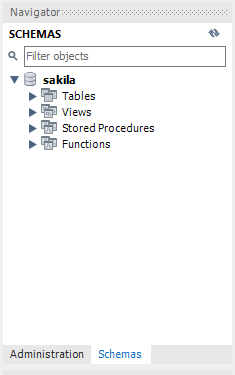 Navigator
SCHEMAS
Filter objects
sakila
Tables
Views
Stored Procedures
Functions
Administration Schemas